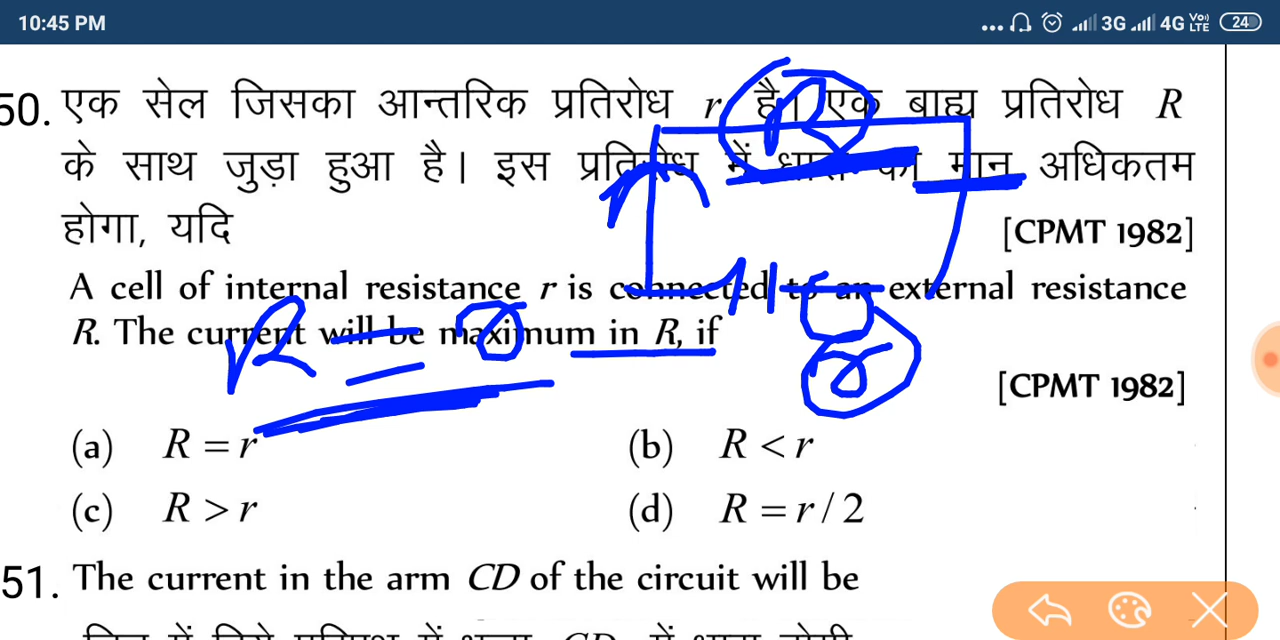 10:45 PM
... 3G 4G Vo) LTE 24
50. एक सेल जिसका आन्तरिक प्रतिरोध r है। एक बाह्य प्रतिरोध R
के साथ जुड़ा हुआ है। इस प्रतिरोध में धारा का मान अधिकतम
होगा, यदि [CPMT 1982]
A cell of internal resistance r is connected to an external resistance
R. The current will be maximum in R, if
[CPMT 1982]
R
r
R = 0
r
(a) R = r (b) R < r
(c) R > r (d) R = r / 2
51. The current in the arm CD of the circuit will be